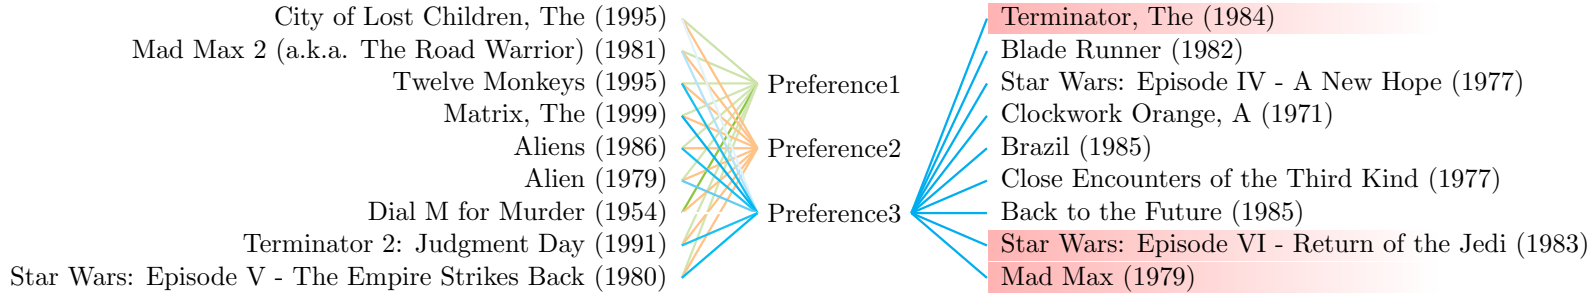 City of Lost Children, The (1995)
Mad Max 2 (a.k.a. The Road Warrior) (1981)
Twelve Monkeys (1995)
Matrix, The (1999)
Aliens (1986)
Alien (1979)
Dial M for Murder (1954)
Terminator 2: Judgment Day (1991)
Star Wars: Episode V - The Empire Strikes Back (1980)
Preference1
Preference2
Preference3
Terminator, The (1984)
Blade Runner (1982)
Star Wars: Episode IV - A New Hope (1977)
Clockwork Orange, A (1971)
Brazil (1985)
Close Encounters of the Third Kind (1977)
Back to the Future (1985)
Star Wars: Episode VI - Return of the Jedi (1983)
Mad Max (1979)